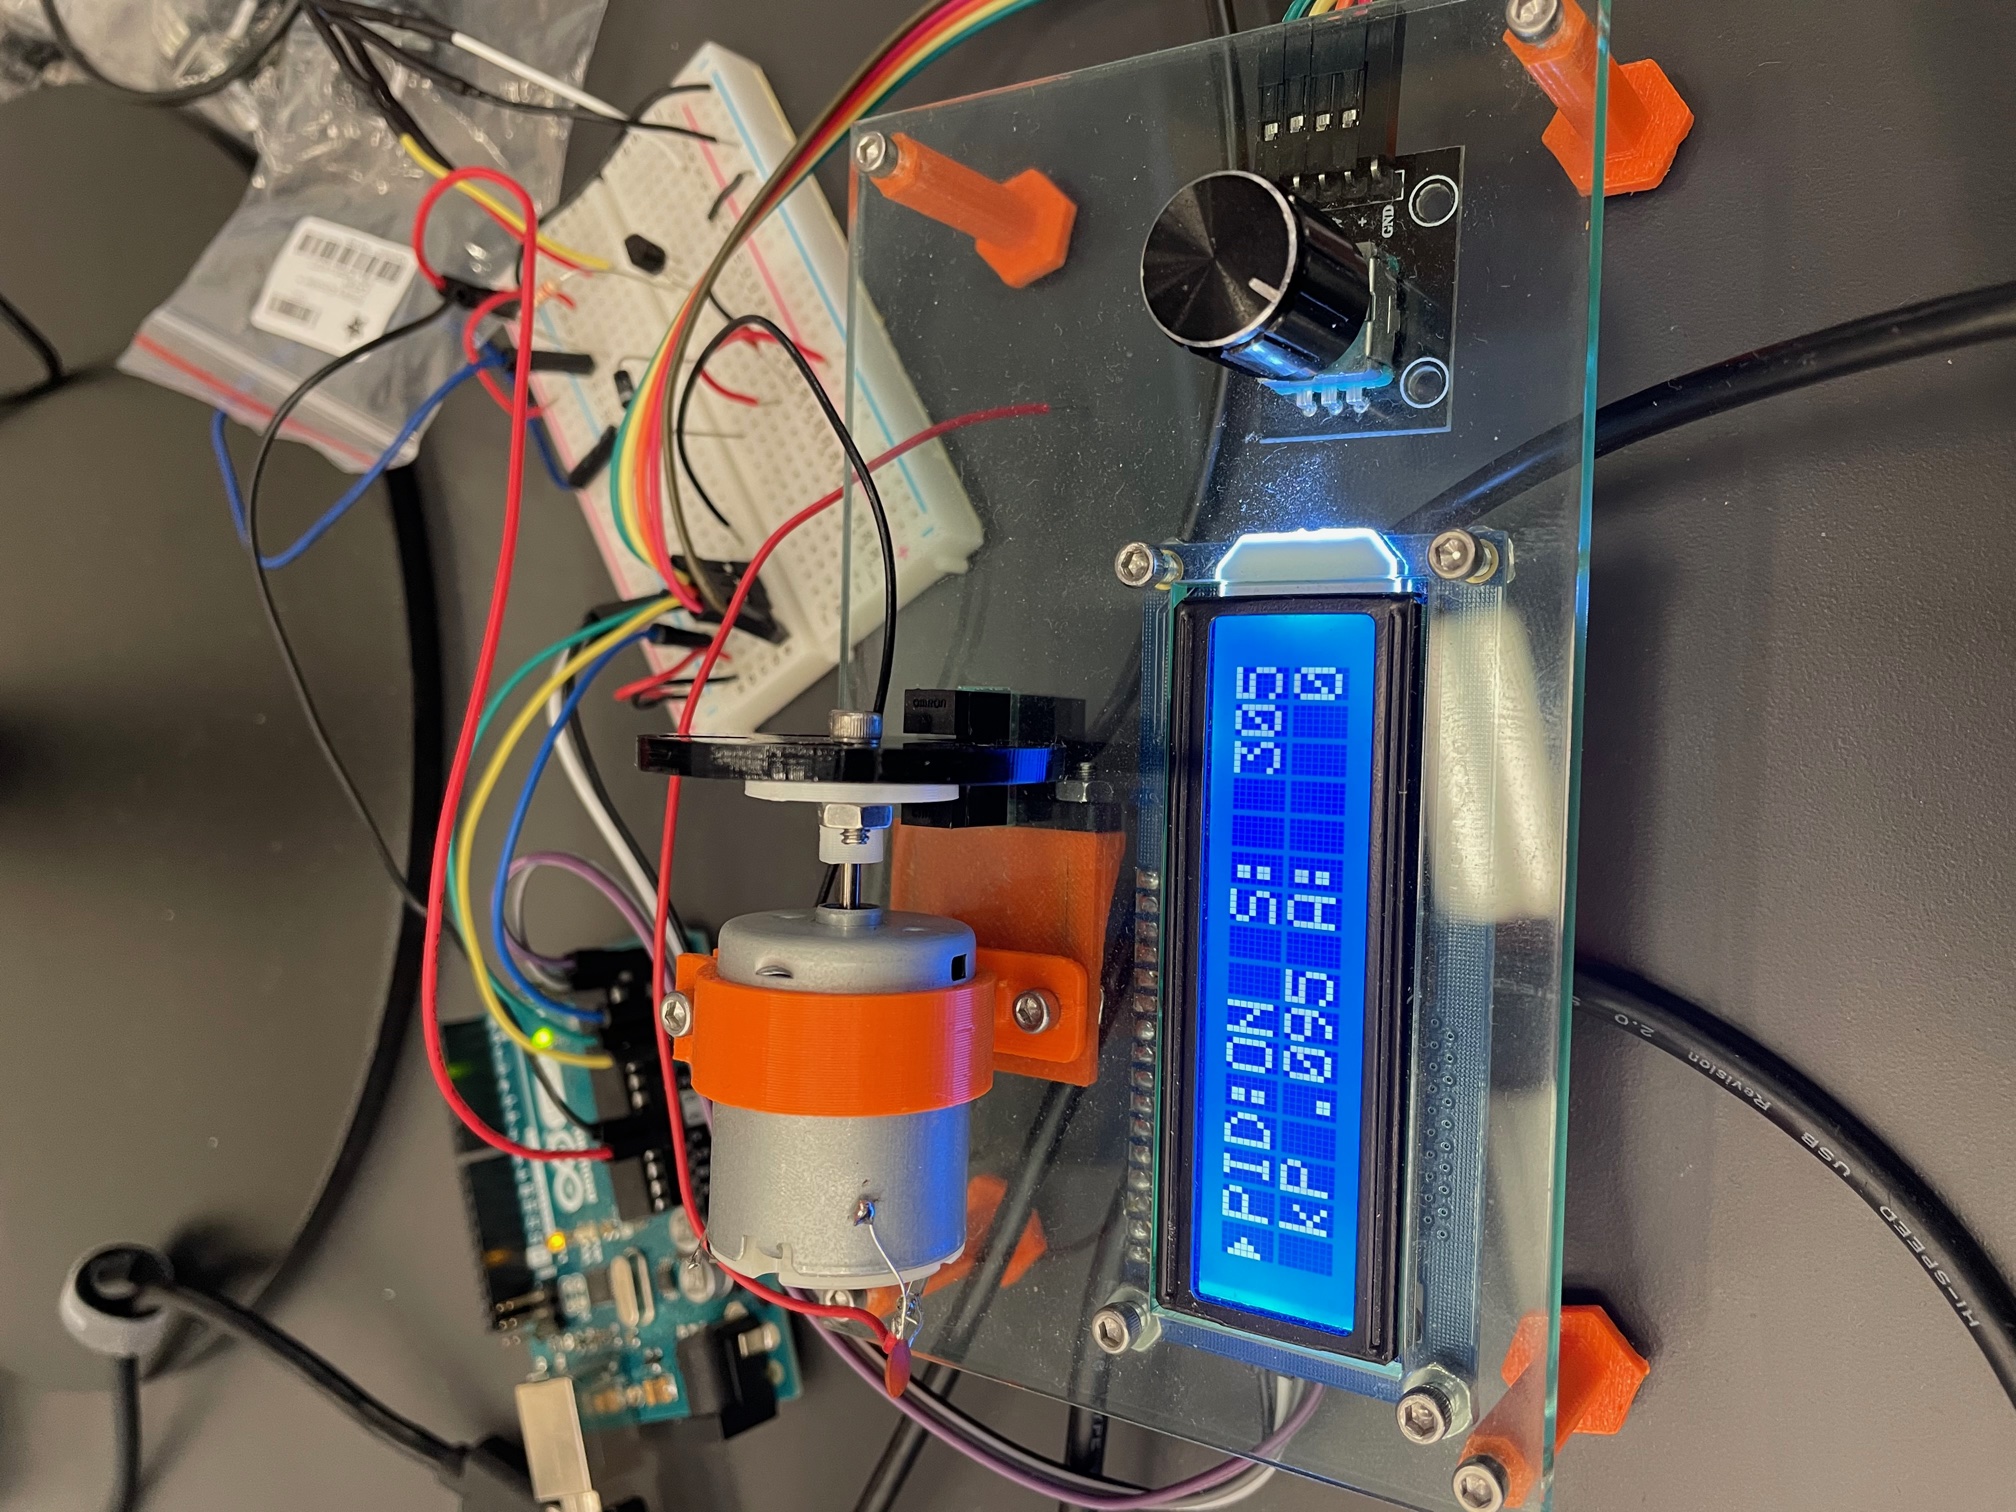 ▶PID:ON S: 305
kP .095 A: 0
GND
+
HI-SPEED USB Revision 2.0